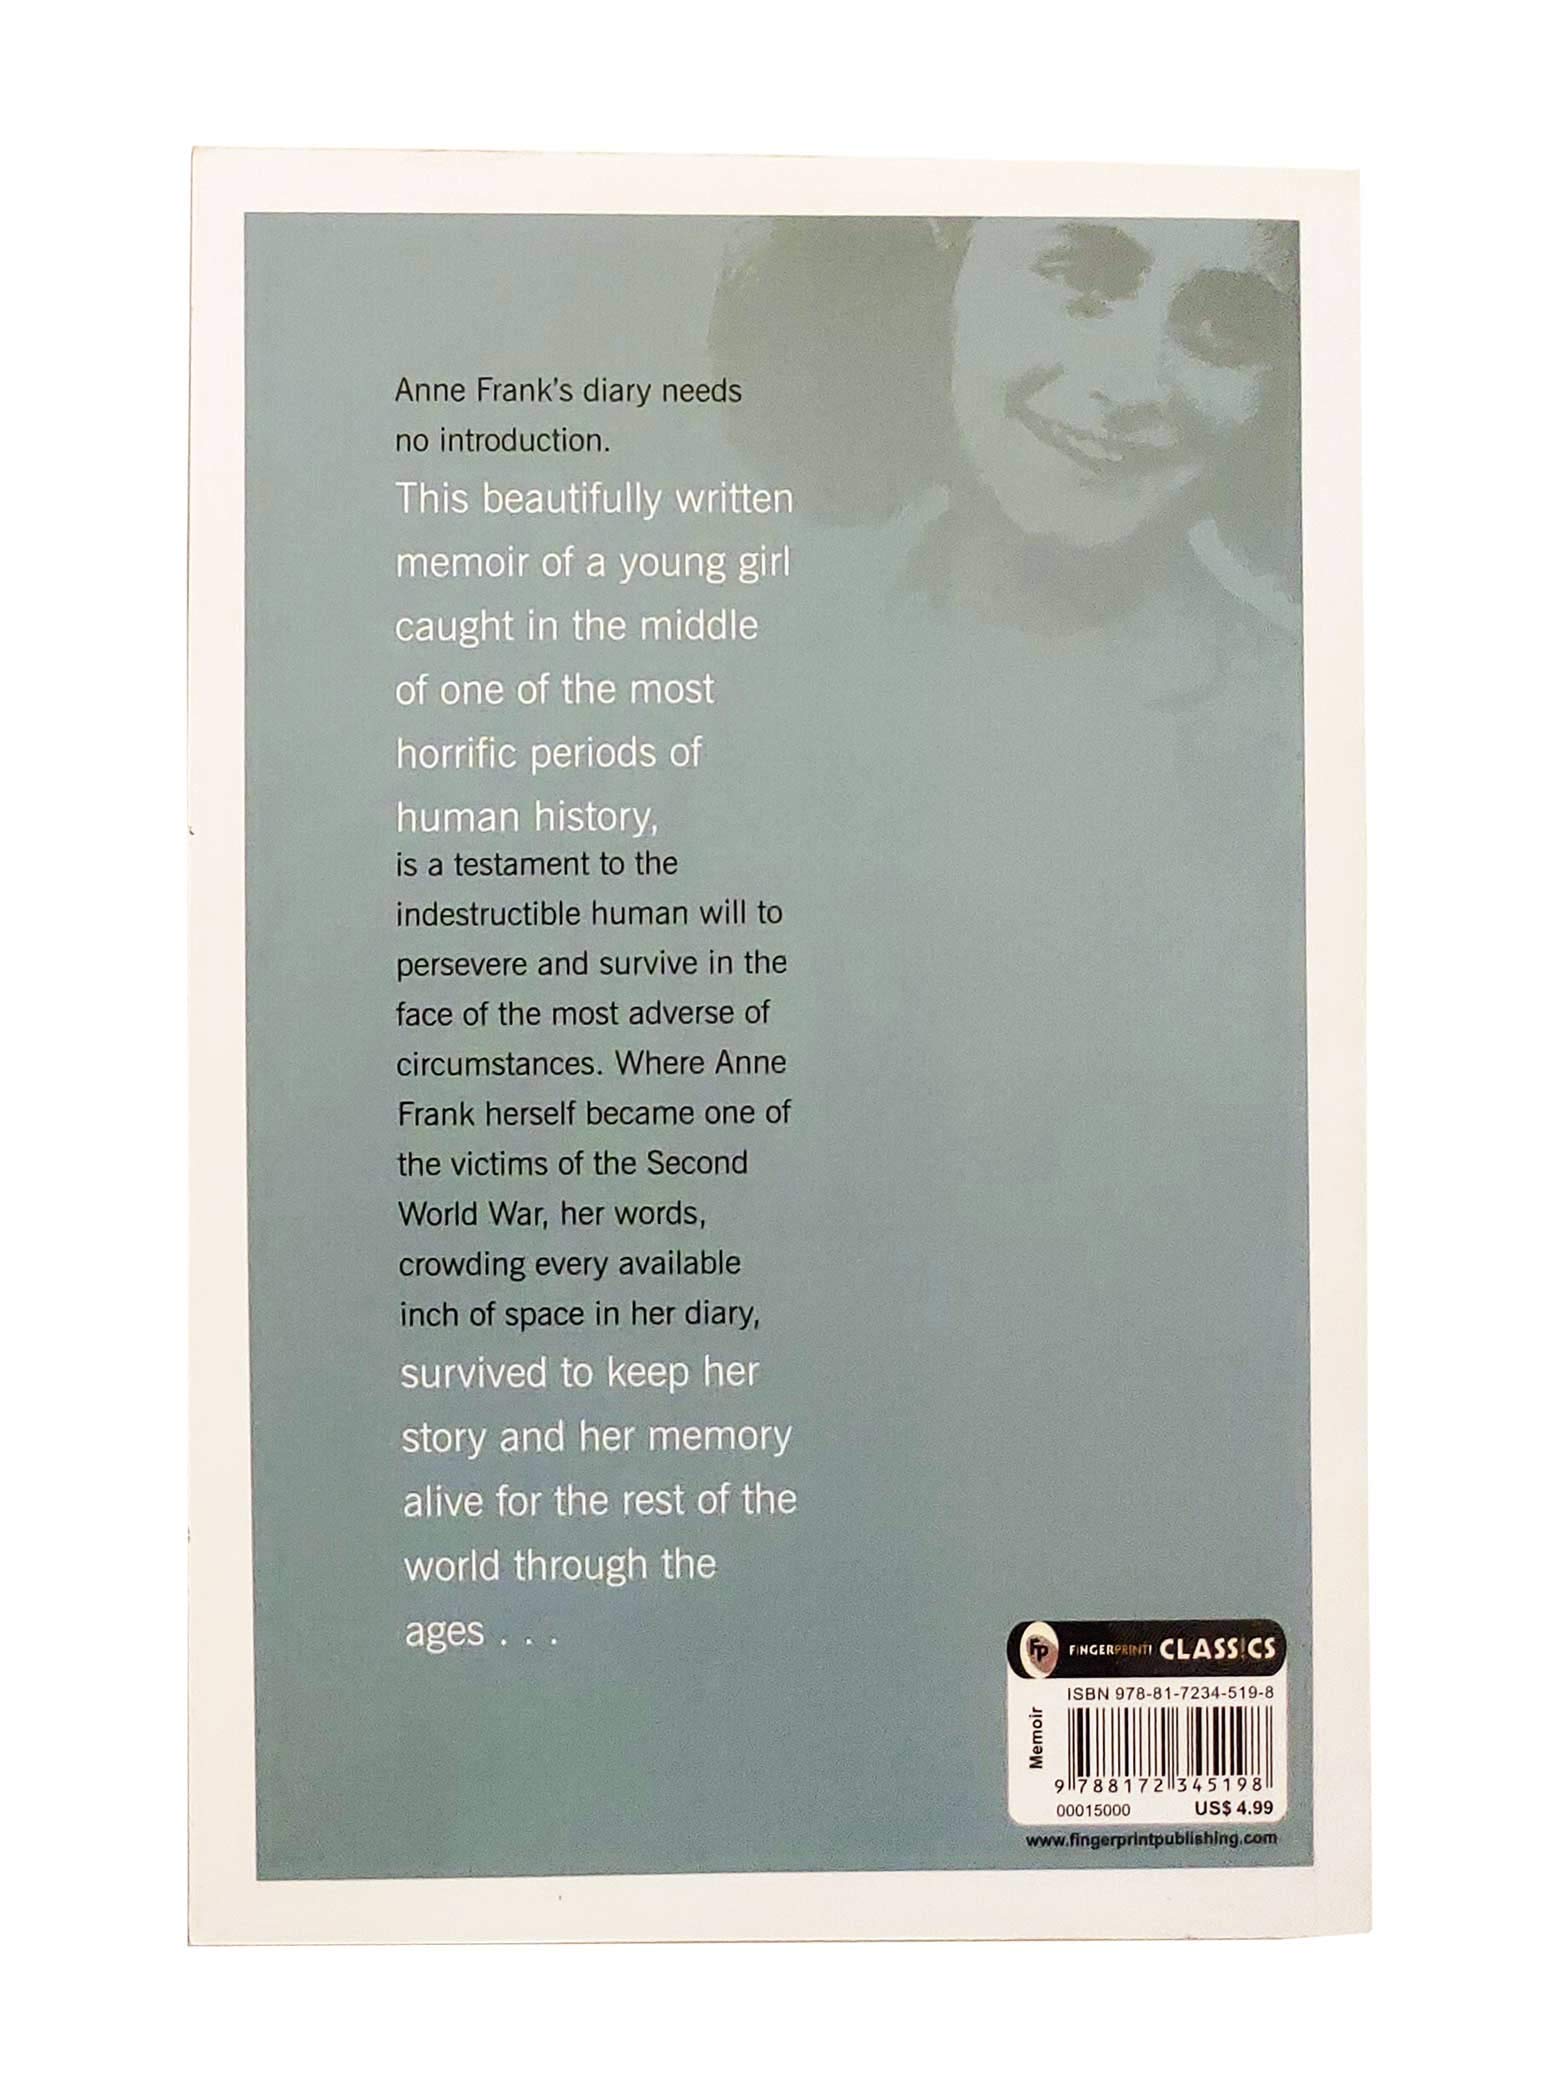 Anne Frank's diary needs
no introduction.
This beautifully written
memoir of a young girl
caught in the middle
of one of the most
horrific periods of
human history,
is a testament to the
indestructible human will to
persevere and survive in the
face of the most adverse of
circumstances. Where Anne
Frank herself became one of
the victims of the Second
World War, her words,
crowding every available
inch of space in her diary,
survived to keep her
story and her memory
alive for the rest of the
world through the
ages . . .
FP FiNGERPRINT! CLASS!CS
ISBN 978-81-7234-519-8
Memoir
9 788172 345198
00015000 US$ 4.99
www.fingerprintpublishing.com